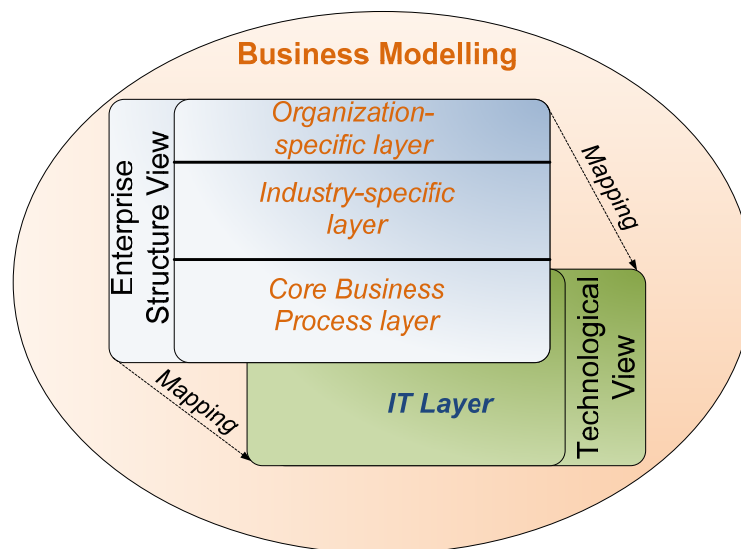 Business Modelling
Enterprise
Structure View
Organization-
specific layer
Industry-specific
layer
Core Business
Process layer
Mapping
Mapping
IT Layer
Technological
View